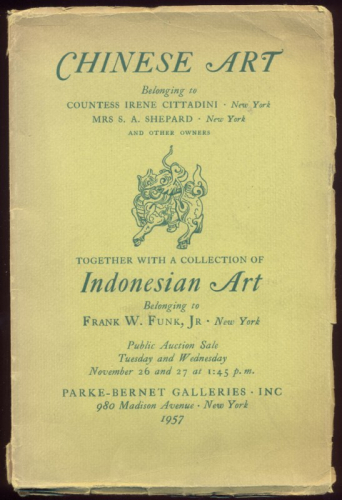 CHINESE ART
Belonging to
COUNTESS IRENE CITTADINI · New York
MRS S. A. SHEPARD · New York
AND OTHER OWNERS
TOGETHER WITH A COLLECTION OF
Indonesian Art
Belonging to
FRANK W. FUNK, JR · New York
Public Auction Sale
Tuesday and Wednesday
November 26 and 27 at 1:45 p.m.
PARKE-BERNET GALLERIES · INC
980 Madison Avenue · New York
1957